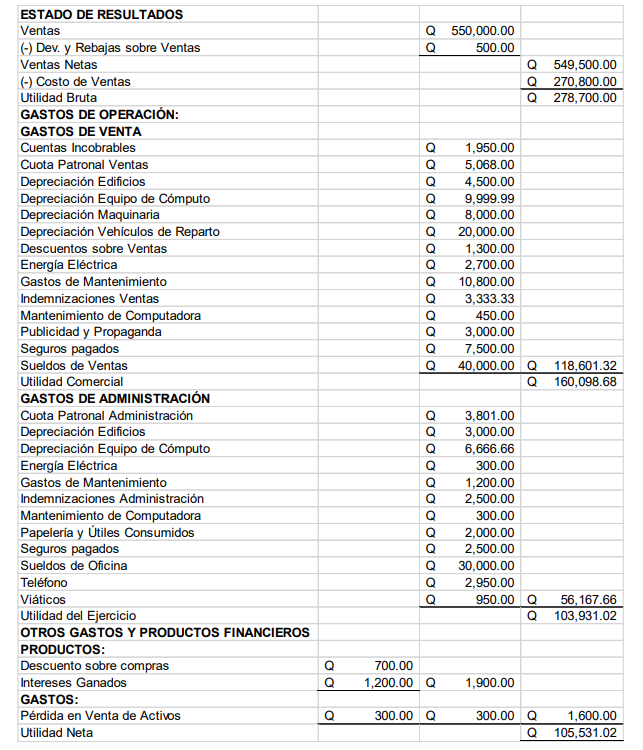 ESTADO DE RESULTADOS
Ventas Q 550,000.00
(-) Dev. y Rebajas sobre Ventas Q 500.00
Ventas Netas Q 549,500.00
(-) Costo de Ventas Q 270,800.00
Utilidad Bruta Q 278,700.00
GASTOS DE OPERACIÓN:
GASTOS DE VENTA
Cuentas Incobrables Q 1,950.00
Cuota Patronal Ventas Q 5,068.00
Depreciación Edificios Q 4,500.00
Depreciación Equipo de Cómputo Q 9,999.99
Depreciación Maquinaria Q 8,000.00
Depreciación Vehículos de Reparto Q 20,000.00
Descuentos sobre Ventas Q 1,300.00
Energía Eléctrica Q 2,700.00
Gastos de Mantenimiento Q 10,800.00
Indemnizaciones Ventas Q 3,333.33
Mantenimiento de Computadora Q 450.00
Publicidad y Propaganda Q 3,000.00
Seguros pagados Q 7,500.00
Sueldos de Ventas Q 40,000.00 Q 118,601.32
Utilidad Comercial Q 160,098.68
GASTOS DE ADMINISTRACIÓN
Cuota Patronal Administración Q 3,801.00
Depreciación Edificios Q 3,000.00
Depreciación Equipo de Cómputo Q 6,666.66
Energía Eléctrica Q 300.00
Gastos de Mantenimiento Q 1,200.00
Indemnizaciones Administración Q 2,500.00
Mantenimiento de Computadora Q 300.00
Papelería y Útiles Consumidos Q 2,000.00
Seguros pagados Q 2,500.00
Sueldos de Oficina Q 30,000.00
Teléfono Q 2,950.00
Viáticos Q 950.00 Q 56,167.66
Utilidad del Ejercicio Q 103,931.02
OTROS GASTOS Y PRODUCTOS FINANCIEROS
PRODUCTOS:
Descuento sobre compras Q 700.00
Intereses Ganados Q 1,200.00 Q 1,900.00
GASTOS:
Pérdida en Venta de Activos Q 300.00 Q 300.00 Q 1,600.00
Utilidad Neta Q 105,531.02